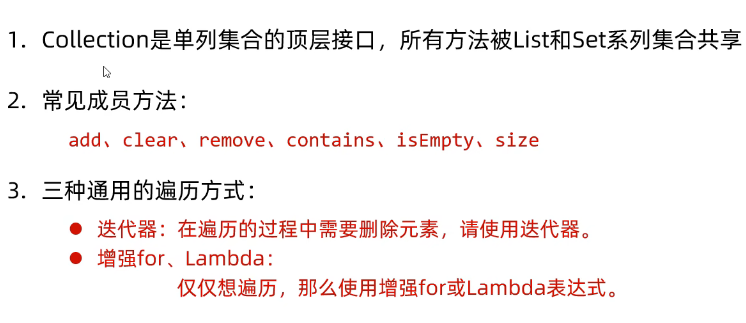 1. Collection是单列集合的顶层接口，所有方法被List和Set系列集合共享
2. 常见成员方法：
add、clear、remove、contains、isEmpty、size
3. 三种通用的遍历方式：
● 迭代器：在遍历的过程中需要删除元素，请使用迭代器。
● 增强for、Lambda：
仅仅想遍历，那么使用增强for或Lambda表达式。